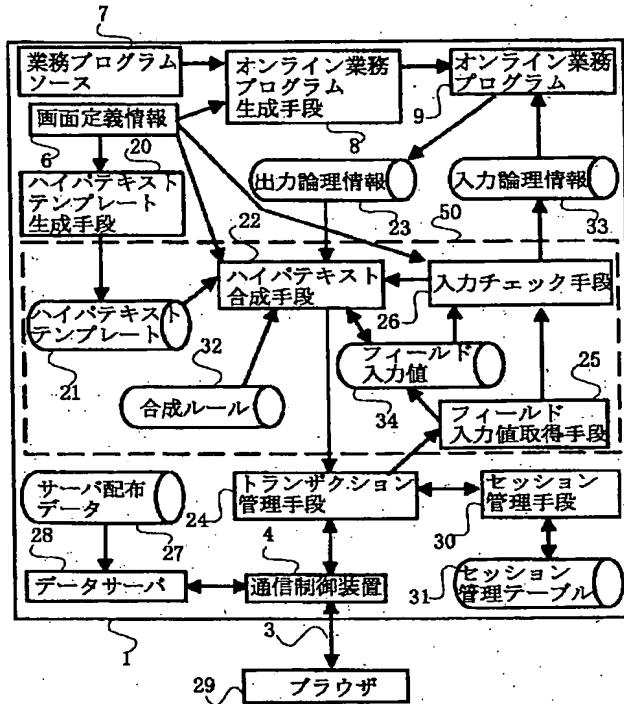 7
業務プログラム
ソース
オンライン業務
プログラム
生成手段
オンライン業務
プログラム
9
8
画面定義情報
6
20
ハイパテキスト
テンプレート
生成手段
出力論理情報
入力論理情報
22
23
50
33
ハイパテキスト
合成手段
入力チェック手段
26
ハイパテキスト
テンプレート
21
32
合成ルール
フィールド
入力値
34
25
フィールド
入力値取得手段
サーバ配布
データ
27
28
データサーバ
トランザクション
管理手段
24
セッション
管理手段
30
4
通信制御装置
31
セッション
管理テーブル
1
3
29
ブラウザ